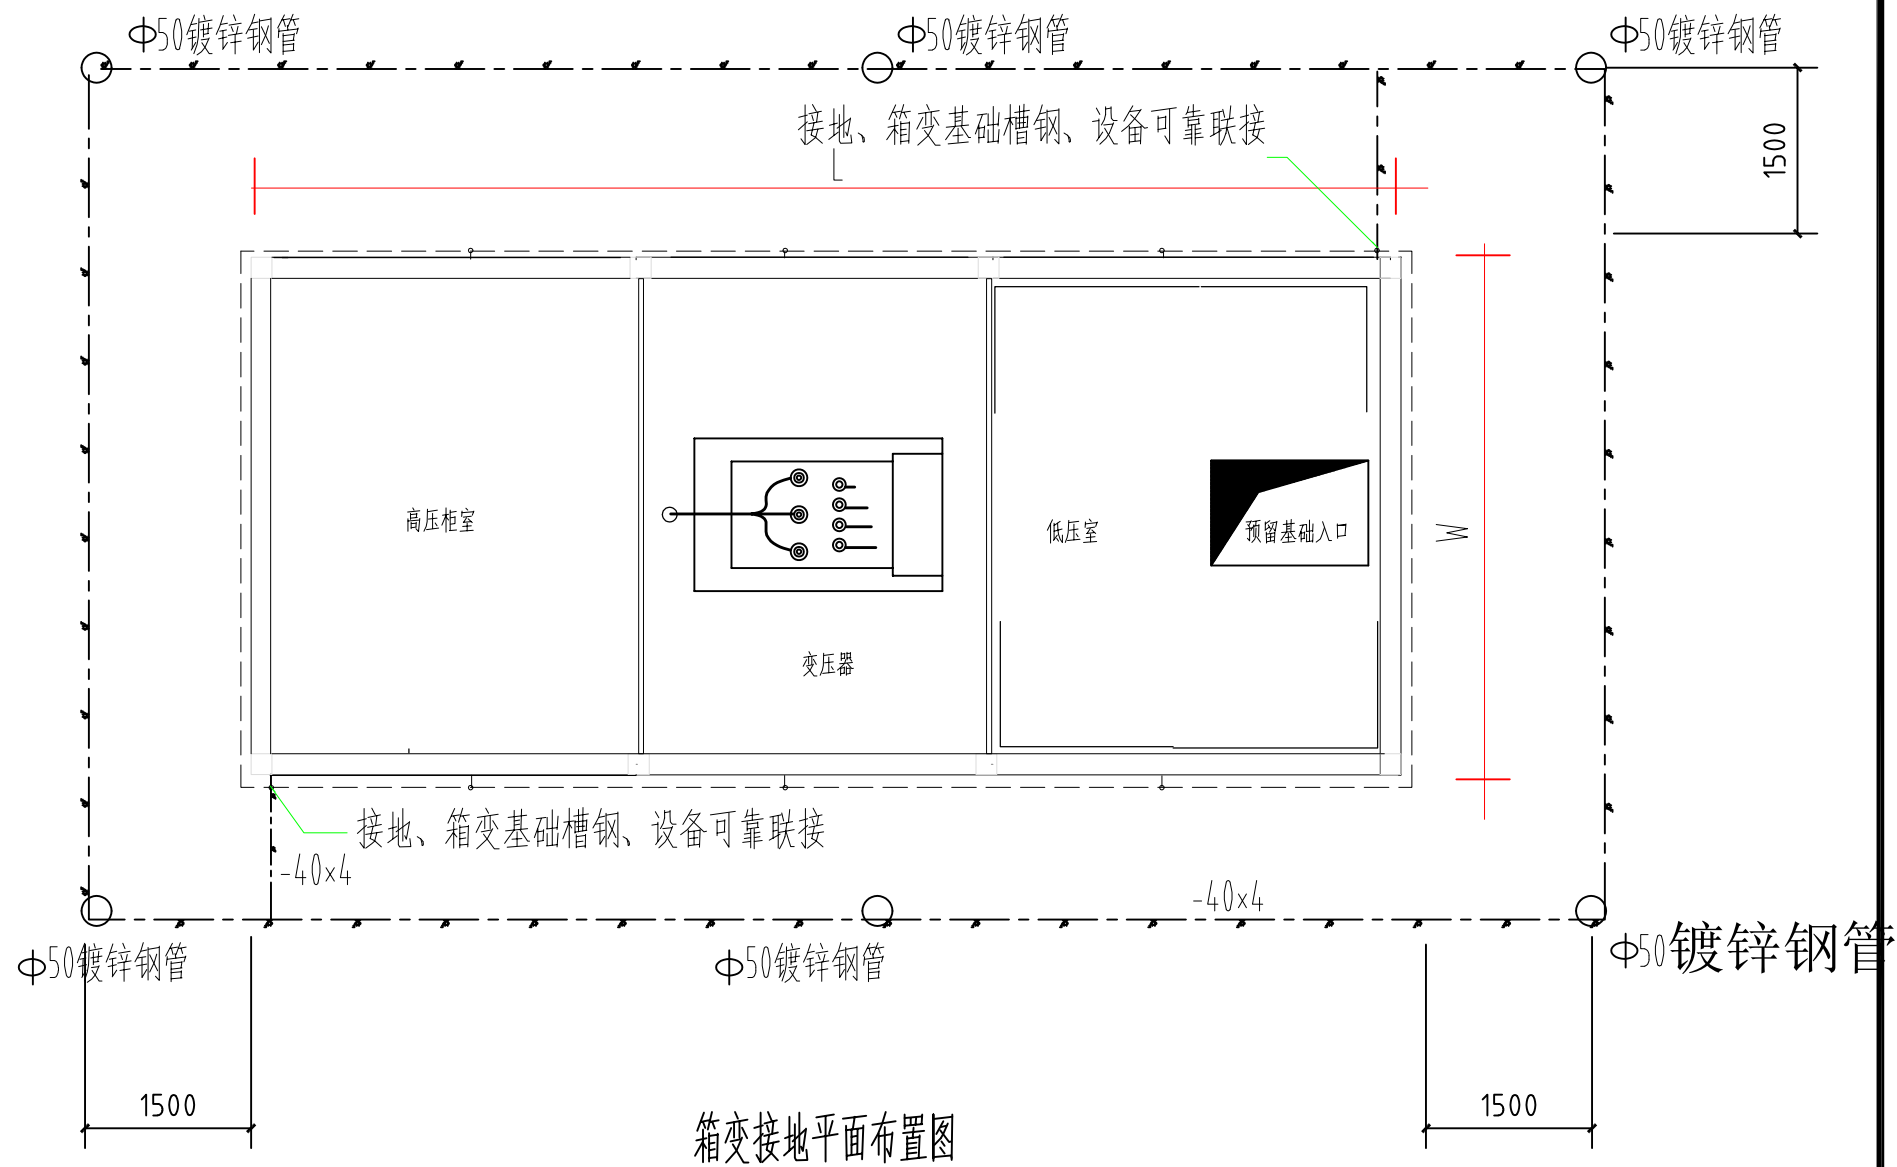 Φ50镀锌钢管
Φ50镀锌钢管
Φ50镀锌钢管
接地、箱变基础槽钢、设备可靠联接
1500
L
高压柜室
低压室
预留基础入口
W
变压器
接地、箱变基础槽钢、设备可靠联接
-40x4
-40x4
Φ50镀锌钢管
Φ50镀锌钢管
Φ50镀锌钢管
1500
1500
箱变接地平面布置图